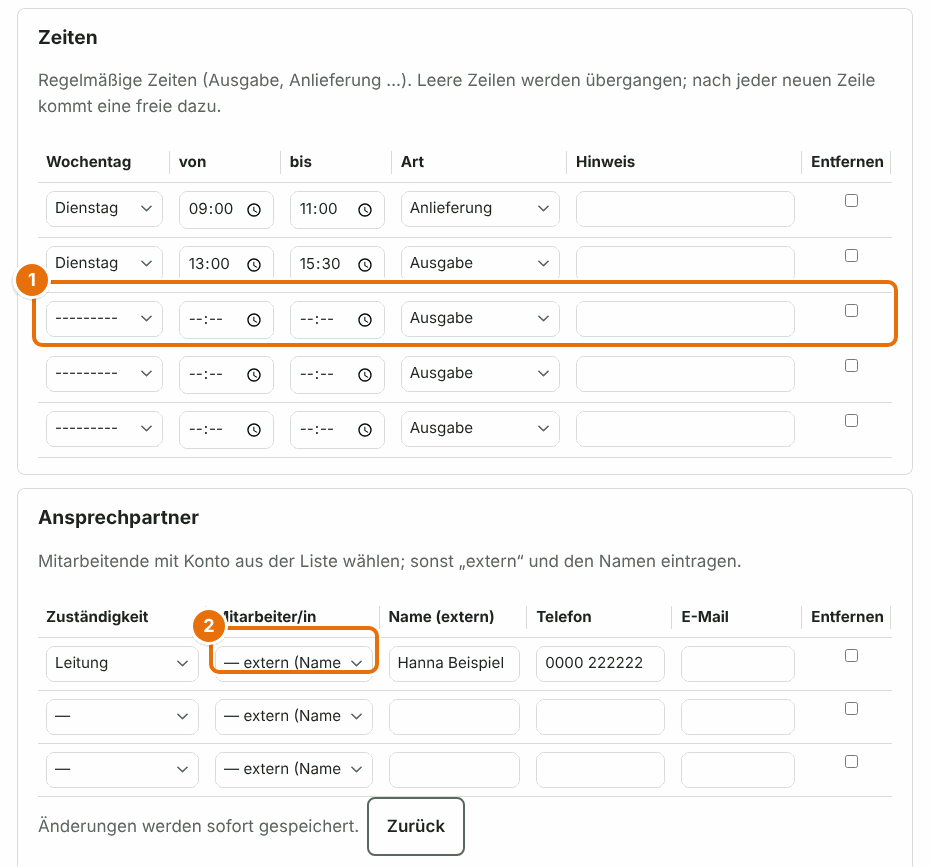 Zeiten
Regelmäßige Zeiten (Ausgabe, Anlieferung ...). Leere Zeilen werden übergangen; nach jeder neuen Zeile
kommt eine freie dazu.
Wochentag von bis Art Hinweis Entfernen
Dienstag 09:00 11:00 Anlieferung
Dienstag 13:00 15:30 Ausgabe
1
--------- --:-- --:-- Ausgabe
--------- --:-- --:-- Ausgabe
--------- --:-- --:-- Ausgabe
Ansprechpartner
Mitarbeitende mit Konto aus der Liste wählen; sonst „extern“ und den Namen eintragen.
Zuständigkeit Mitarbeiter/in Name (extern) Telefon E-Mail Entfernen
2
Leitung — extern (Name Hanna Beispiel 0000 222222
— — extern (Name
— — extern (Name
Änderungen werden sofort gespeichert. Zurück